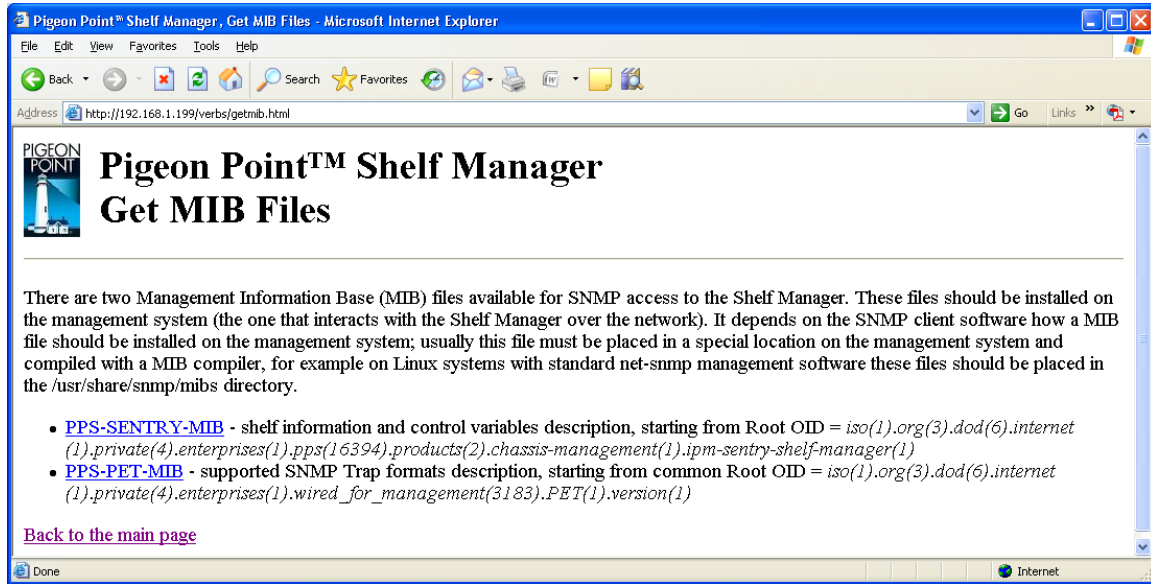 Pigeon Point™ Shelf Manager, Get MIB Files - Microsoft Internet Explorer
File Edit View Favorites Tools Help
Back Search Favorites
Address http://192.168.1.199/verbs/getmib.html Go Links »
PIGEON
POINT
Pigeon Point™ Shelf Manager
Get MIB Files
There are two Management Information Base (MIB) files available for SNMP access to the Shelf Manager. These files should be installed on
the management system (the one that interacts with the Shelf Manager over the network). It depends on the SNMP client software how a MIB
file should be installed on the management system; usually this file must be placed in a special location on the management system and
compiled with a MIB compiler, for example on Linux systems with standard net-snmp management software these files should be placed in
the /usr/share/snmp/mibs directory.
• PPS-SENTRY-MIB - shelf information and control variables description, starting from Root OID = iso(1).org(3).dod(6).internet
(1).private(4).enterprises(1).pps(16394).products(2).chassis-management(1).ipm-sentry-shelf-manager(1)
• PPS-PET-MIB - supported SNMP Trap formats description, starting from common Root OID = iso(1).org(3).dod(6).internet
(1).private(4).enterprises(1).wired_for_management(3183).PET(1).version(1)
Back to the main page
Done Internet